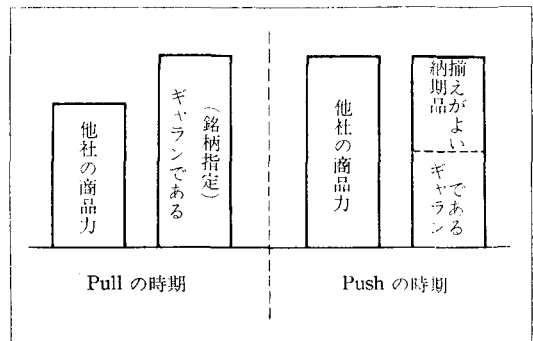 他社の商品力
(銘柄指定)
ギャランである
他社の商品力
揃えがよい
納期品
である
ギャラン
Pull の時期
Push の時期